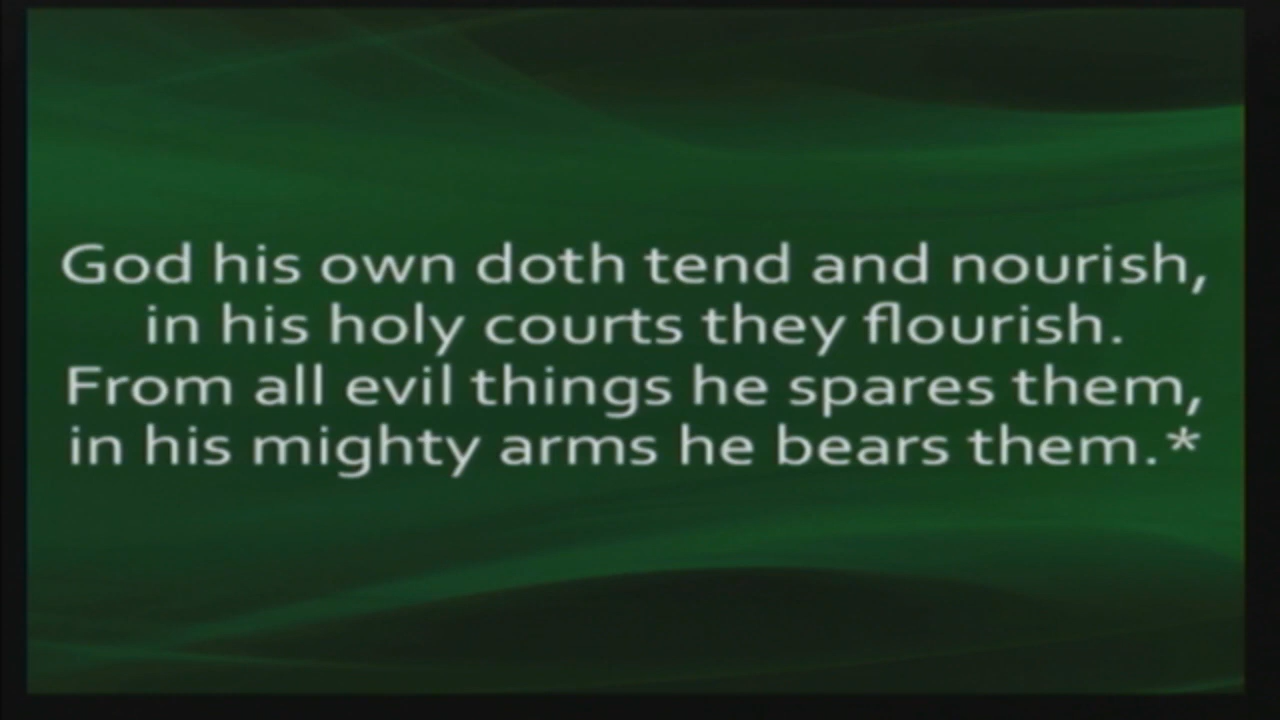 God his own doth tend and nourish,
in his holy courts they flourish.
From all evil things he spares them,
in his mighty arms he bears them.*